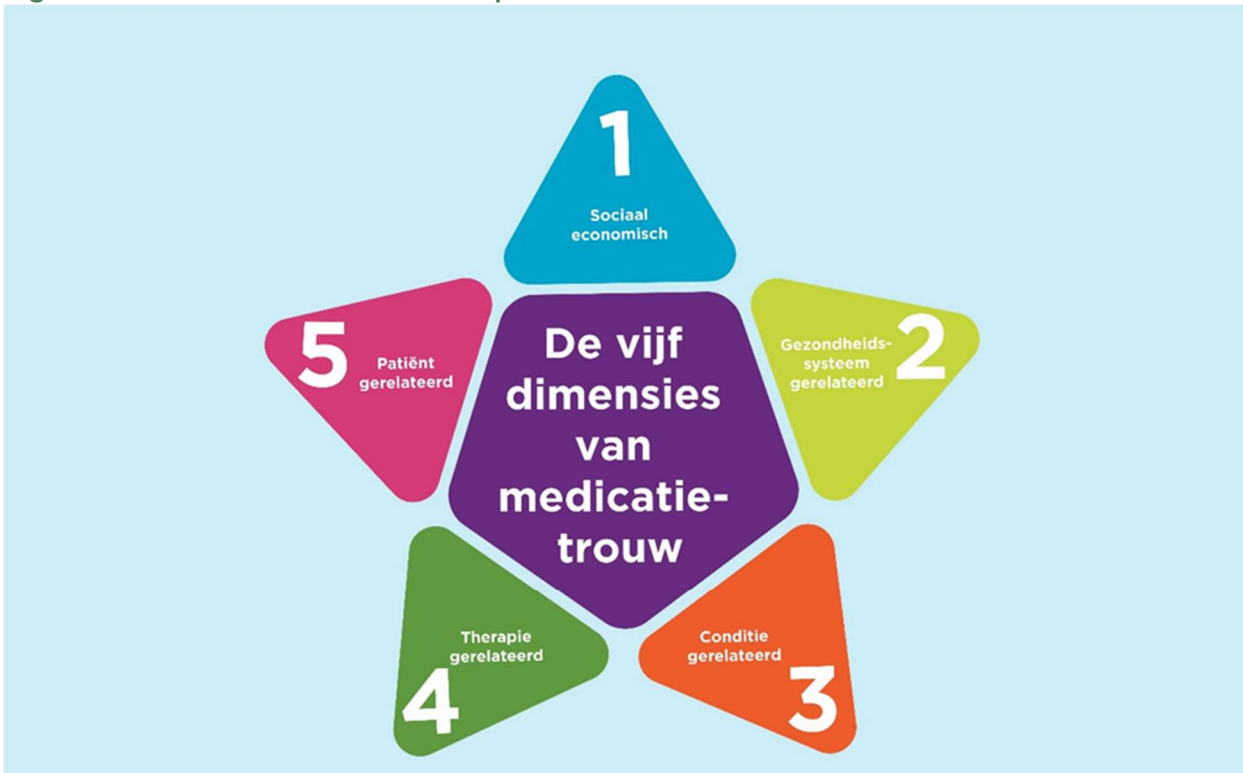 1
Sociaal
economisch
Gezondheids-
systeem
gerelateerd
2
Conditie
gerelateerd
3
Therapie
gerelateerd
4
5
Patiënt
gerelateerd
De vijf
dimensies
van
medicatie-
trouw